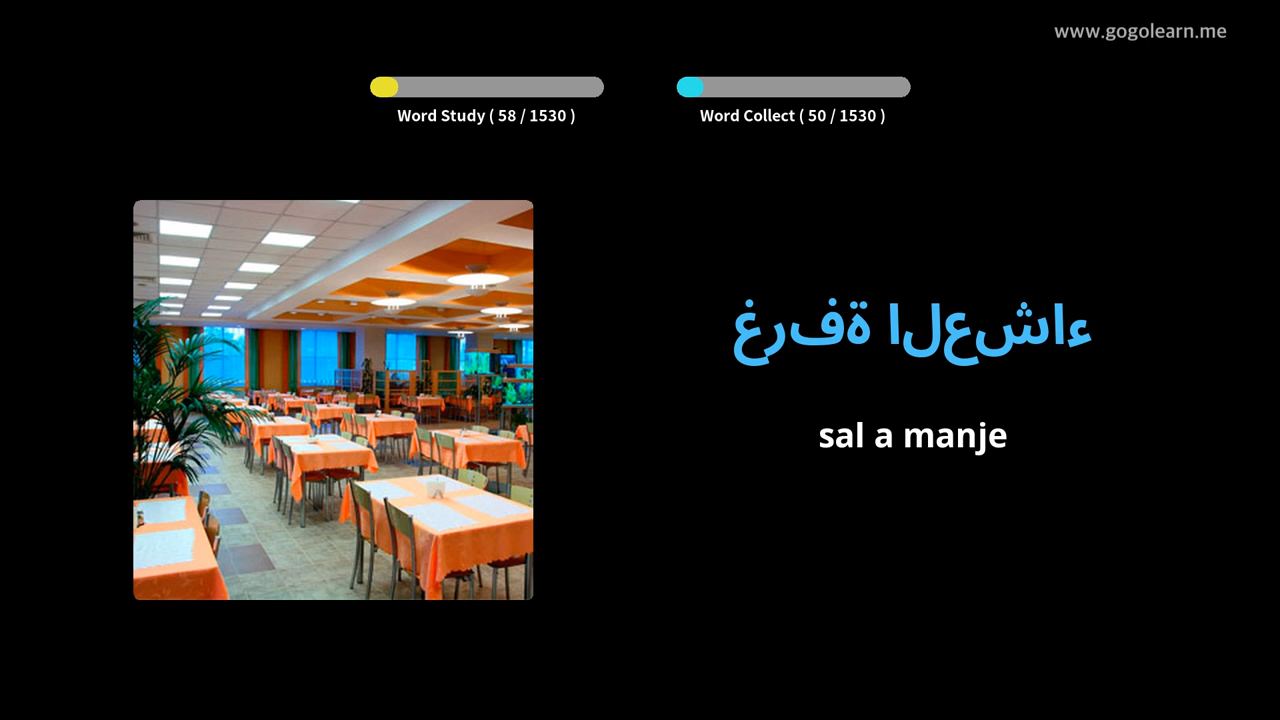 www.gogolearn.me
Word Study ( 58 / 1530 )
Word Collect ( 50 / 1530 )
غرفة العشاء
sal a manje